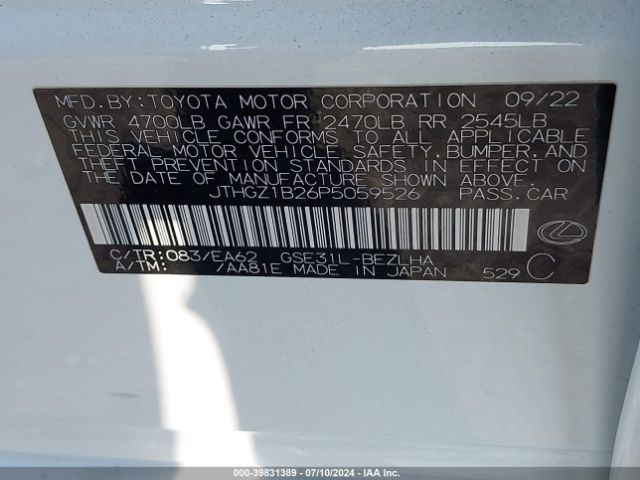 MFD.BY:TOYOTA MOTOR CORPORATION 09/22
GVWR 4700LB GAWR FR 2470LB RR 2545LB
THIS VEHICLE CONFORMS TO ALL APPLICABLE
FEDERAL MOTOR VEHICLE SAFETY,BUMPER,AND
THEFT PREVENTION STANDARDS IN EFFECT ON
THE DATE OF MANUFACTURE SHOWN ABOVE.
JTHGZ1B26P5059526 PASS.CAR
C/TR:083/EA62 GSE31L-BEZLHA
A/TM: /AA81E MADE IN JAPAN 529 C
000-39831389 - 07/10/2024 - IAA Inc.